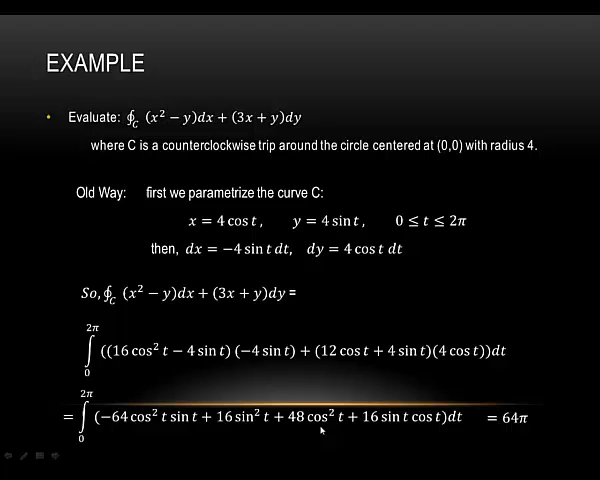 EXAMPLE
• Evaluate: ∮_C (x² − y)dx + (3x + y)dy
where C is a counterclockwise trip around the circle centered at (0,0) with radius 4.
Old Way: first we parametrize the curve C:
x = 4 cos t , y = 4 sin t , 0 ≤ t ≤ 2π
then, dx = −4 sin t dt, dy = 4 cos t dt
So, ∮_C (x² − y)dx + (3x + y)dy =
∫_0^{2π} ((16 cos² t − 4 sin t) (−4 sin t) + (12 cos t + 4 sin t)(4 cos t))dt
= ∫_0^{2π} (−64 cos² t sin t + 16 sin² t + 48 cos² t + 16 sin t cos t)dt = 64π